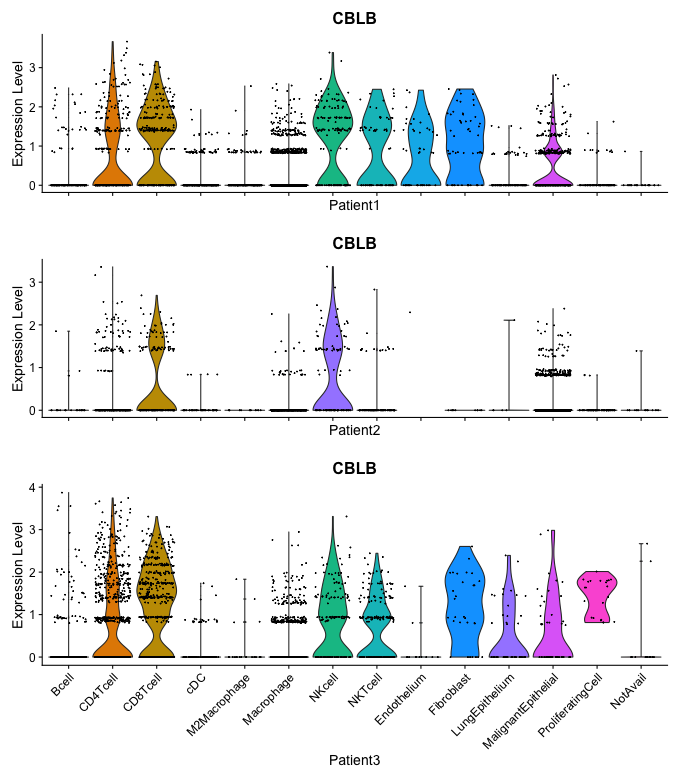 CBLB
Expression Level
3
2
1
0
Patient1
CBLB
Expression Level
3
2
1
0
Patient2
CBLB
Expression Level
4
3
2
1
0
Bcell
CD4Tcell
CD8Tcell
cDC
M2Macrophage
Macrophage
NKcell
NKTcell
Endothelium
Fibroblast
LungEpithelium
MalignantEpithelial
ProliferatingCell
NotAvail
Patient3